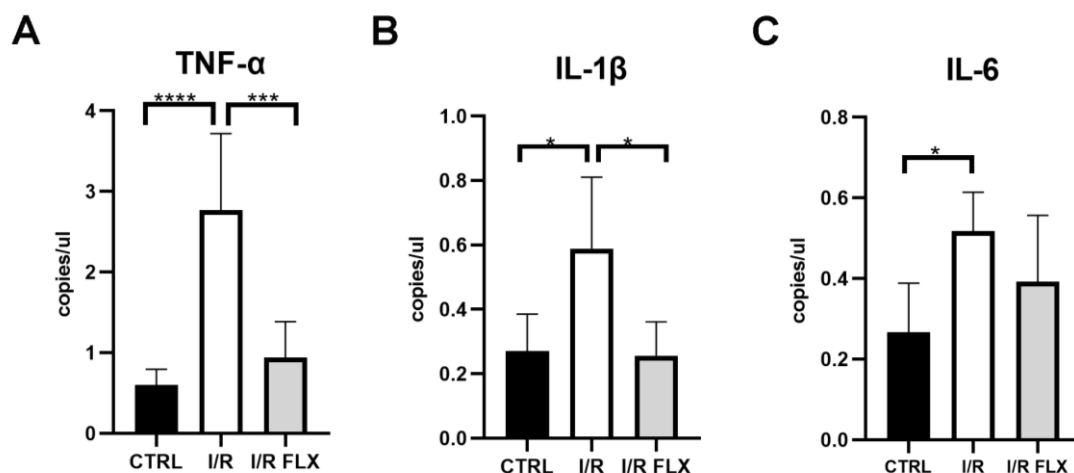 A
TNF-α
**** ***
copies/ul
4
3
2
1
0
CTRL I/R I/R FLX
B
IL-1β
* *
copies/ul
1.0
0.8
0.6
0.4
0.2
0.0
CTRL I/R I/R FLX
C
IL-6
*
copies/ul
0.8
0.6
0.4
0.2
0.0
CTRL I/R I/R FLX